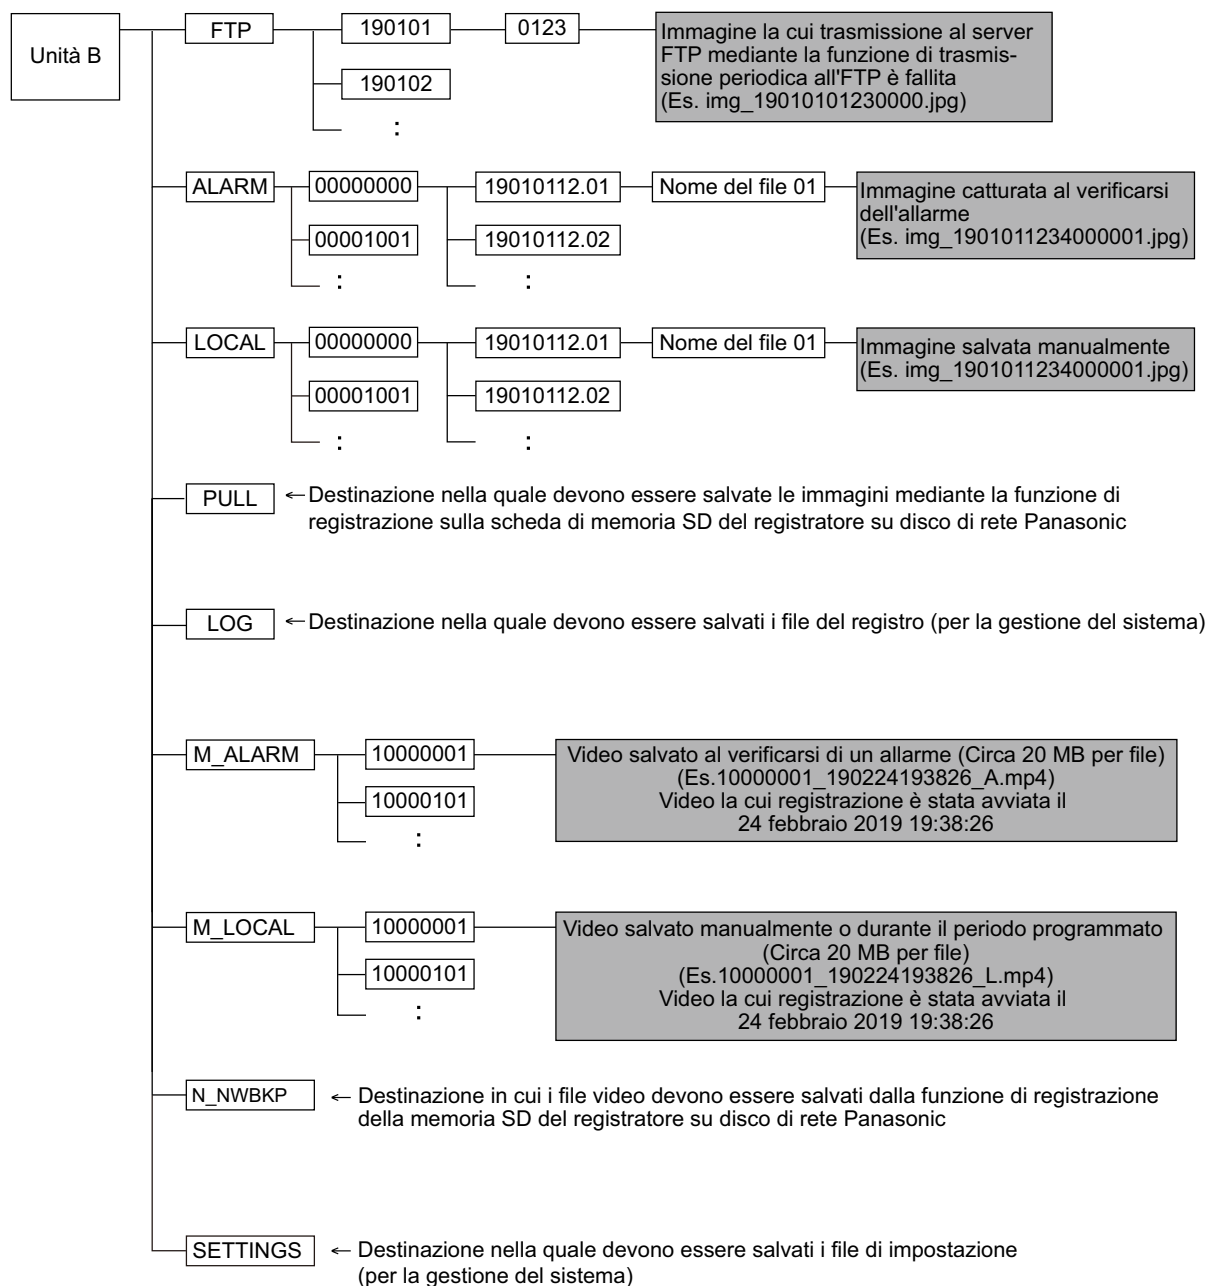 Unità B
FTP
190101
0123
Immagine la cui trasmissione al server
FTP mediante la funzione di trasmis-
sione periodica all'FTP è fallita
(Es. img_19010101230000.jpg)
190102
:
ALARM
00000000
19010112.01
Nome del file 01
Immagine catturata al verificarsi
dell'allarme
(Es. img_1901011234000001.jpg)
00001001
19010112.02
:
:
LOCAL
00000000
19010112.01
Nome del file 01
Immagine salvata manualmente
(Es. img_1901011234000001.jpg)
00001001
19010112.02
:
:
PULL
← Destinazione nella quale devono essere salvate le immagini mediante la funzione di
registrazione sulla scheda di memoria SD del registratore su disco di rete Panasonic
LOG
← Destinazione nella quale devono essere salvati i file del registro (per la gestione del sistema)
M_ALARM
10000001
Video salvato al verificarsi di un allarme (Circa 20 MB per file)
(Es.10000001_190224193826_A.mp4)
Video la cui registrazione è stata avviata il
24 febbraio 2019 19:38:26
10000101
:
M_LOCAL
10000001
Video salvato manualmente o durante il periodo programmato
(Circa 20 MB per file)
(Es.10000001_190224193826_L.mp4)
Video la cui registrazione è stata avviata il
24 febbraio 2019 19:38:26
10000101
:
N_NWBKP
← Destinazione in cui i file video devono essere salvati dalla funzione di registrazione
della memoria SD del registratore su disco di rete Panasonic
SETTINGS
← Destinazione nella quale devono essere salvati i file di impostazione
(per la gestione del sistema)